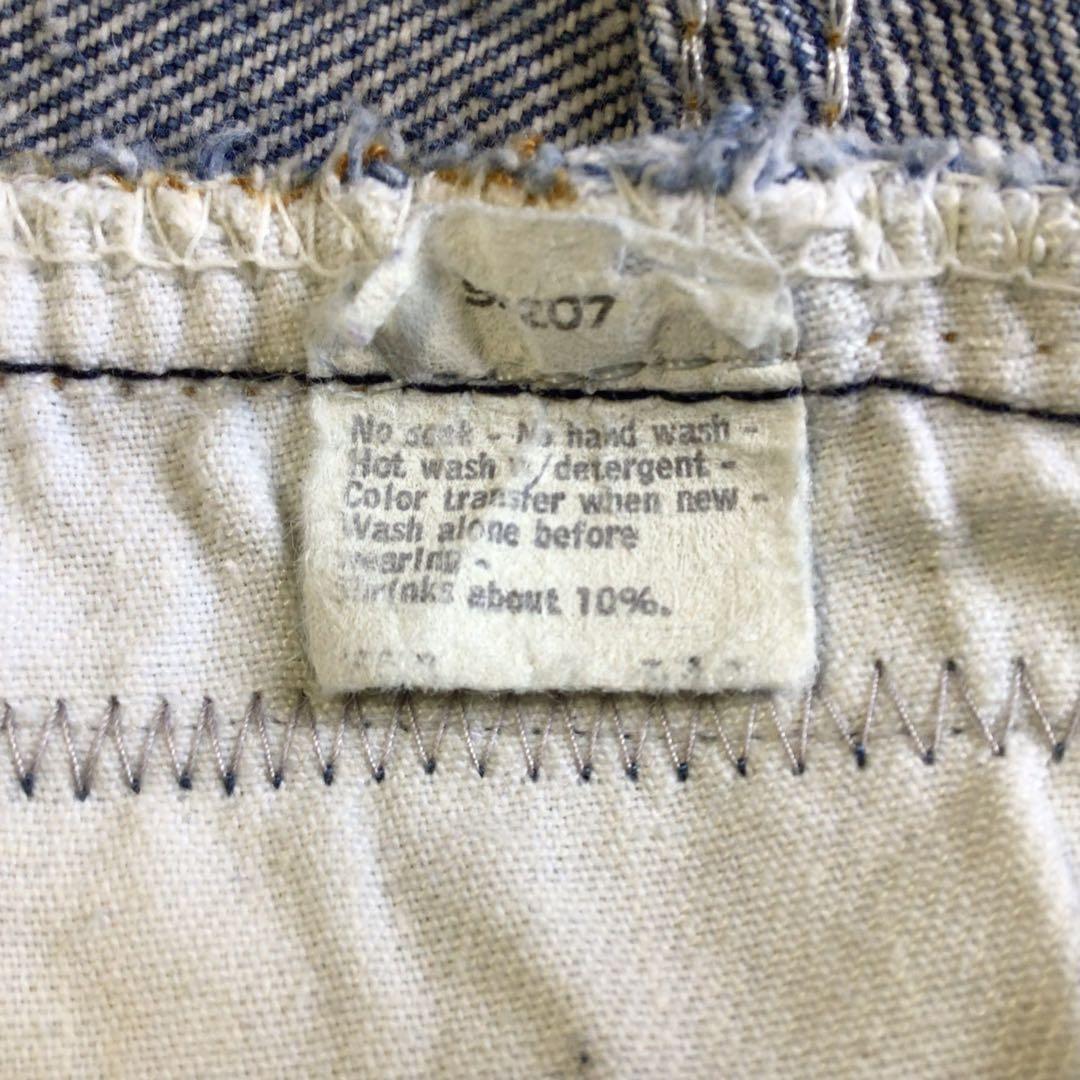 207
No soak - No hand wash -
Hot wash w/detergent -
Color transfer when new -
Wash alone before
wearing -
Shrinks about 10%.